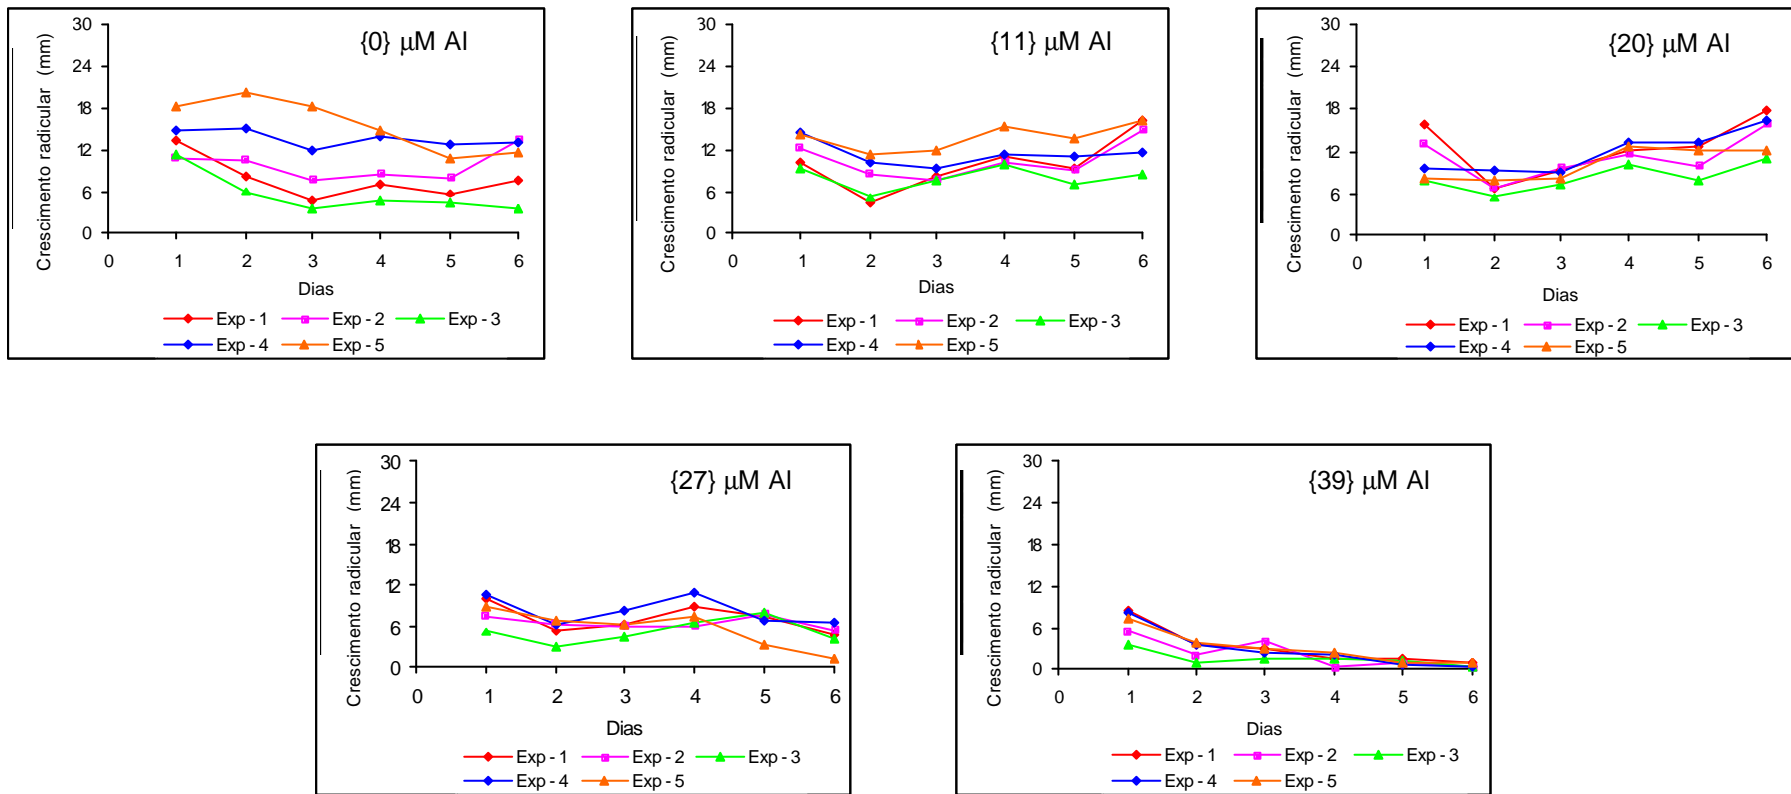 {0} μM Al
Crescimento radicular (mm)
30
24
18
12
6
0
0 1 2 3 4 5 6
Dias
Exp - 1 Exp - 2 Exp - 3
Exp - 4 Exp - 5
{11} μM Al
Crescimento radicular (mm)
30
24
18
12
6
0
0 1 2 3 4 5 6
Dias
Exp - 1 Exp - 2 Exp - 3
Exp - 4 Exp - 5
{20} μM Al
Crescimento radicular (mm)
30
24
18
12
6
0
0 1 2 3 4 5 6
Dias
Exp - 1 Exp - 2 Exp - 3
Exp - 4 Exp - 5
{27} μM Al
Crescimento radicular (mm)
30
24
18
12
6
0
0 1 2 3 4 5 6
Dias
Exp - 1 Exp - 2 Exp - 3
Exp - 4 Exp - 5
{39} μM Al
Crescimento radicular (mm)
30
24
18
12
6
0
0 1 2 3 4 5 6
Dias
Exp - 1 Exp - 2 Exp - 3
Exp - 4 Exp - 5